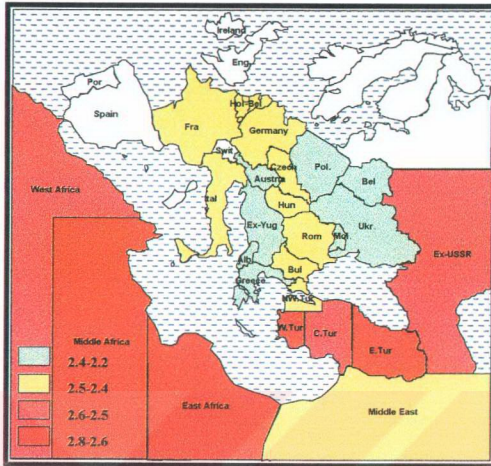 Ireland
Eng.
Por
Spain
Hol
Bel
Fra
Germany
Swit
Czech
Pol.
Austria
Bel
Hun
Ital
Ex-Yug
Rom
Mol
Ukr.
West Africa
Ex-USSR
Alb
Bul
Greece
NW.Tur
W.Tur
C.Tur
E.Tur
Middle Africa
2.4-2.2
2.5-2.4
2.6-2.5
2.8-2.6
East Africa
Middle East